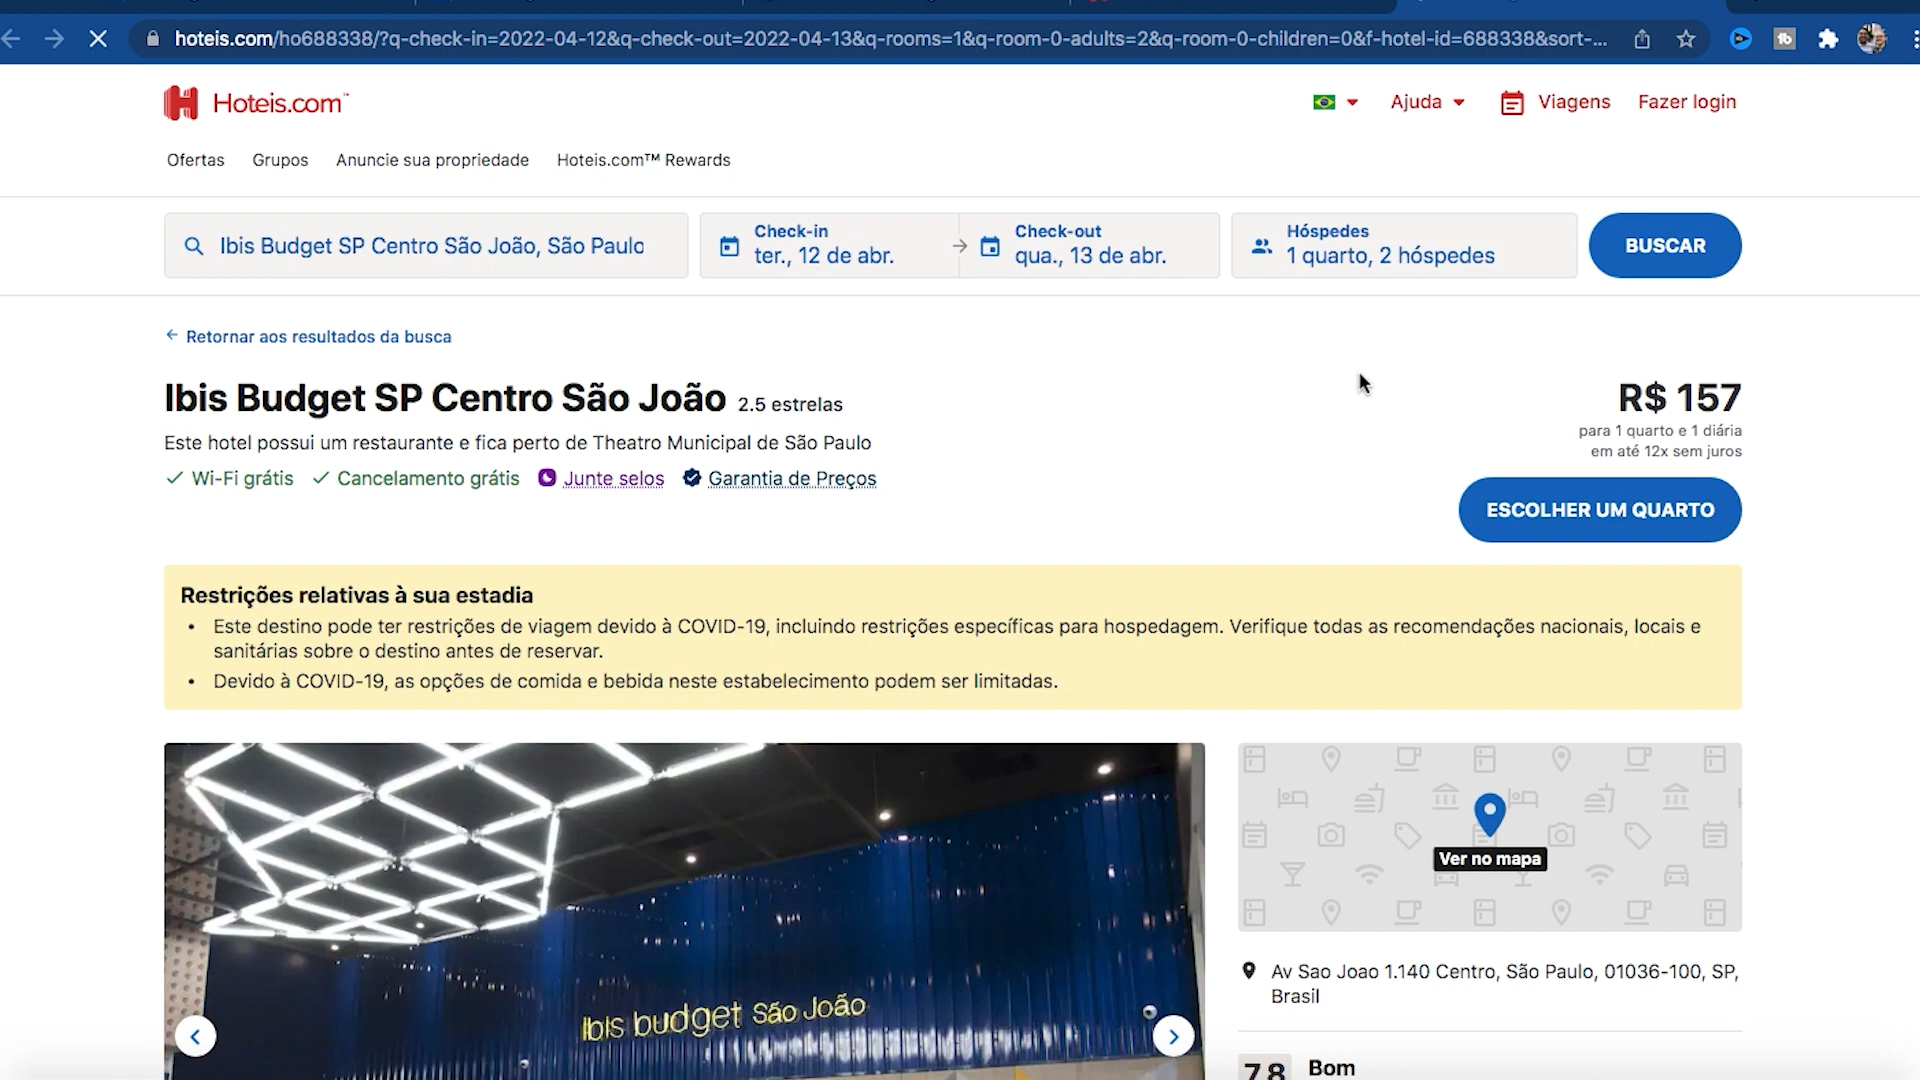 hoteis.com/ho688338/?q-check-in=2022-04-12&q-check-out=2022-04-13&q-rooms=1&q-room-0-adults=2&q-room-0-children=0&f-hotel-id=688338&sort-...
Hoteis.com™
Ajuda
Viagens
Fazer login
Ofertas
Grupos
Anuncie sua propriedade
Hoteis.com™ Rewards
Ibis Budget SP Centro São João, São Paulo
Check-in
ter., 12 de abr.
Check-out
qua., 13 de abr.
Hóspedes
1 quarto, 2 hóspedes
BUSCAR
Retornar aos resultados da busca
Ibis Budget SP Centro São João 2.5 estrelas
Este hotel possui um restaurante e fica perto de Theatro Municipal de São Paulo
Wi-Fi grátis
Cancelamento grátis
Junte selos
Garantia de Preços
R$ 157
para 1 quarto e 1 diária
em até 12x sem juros
ESCOLHER UM QUARTO
Restrições relativas à sua estadia
• Este destino pode ter restrições de viagem devido à COVID-19, incluindo restrições específicas para hospedagem. Verifique todas as recomendações nacionais, locais e
sanitárias sobre o destino antes de reservar.
• Devido à COVID-19, as opções de comida e bebida neste estabelecimento podem ser limitadas.
ibis budget São João
Ver no mapa
Av Sao Joao 1.140 Centro, São Paulo, 01036-100, SP,
Brasil
7,8
Bom